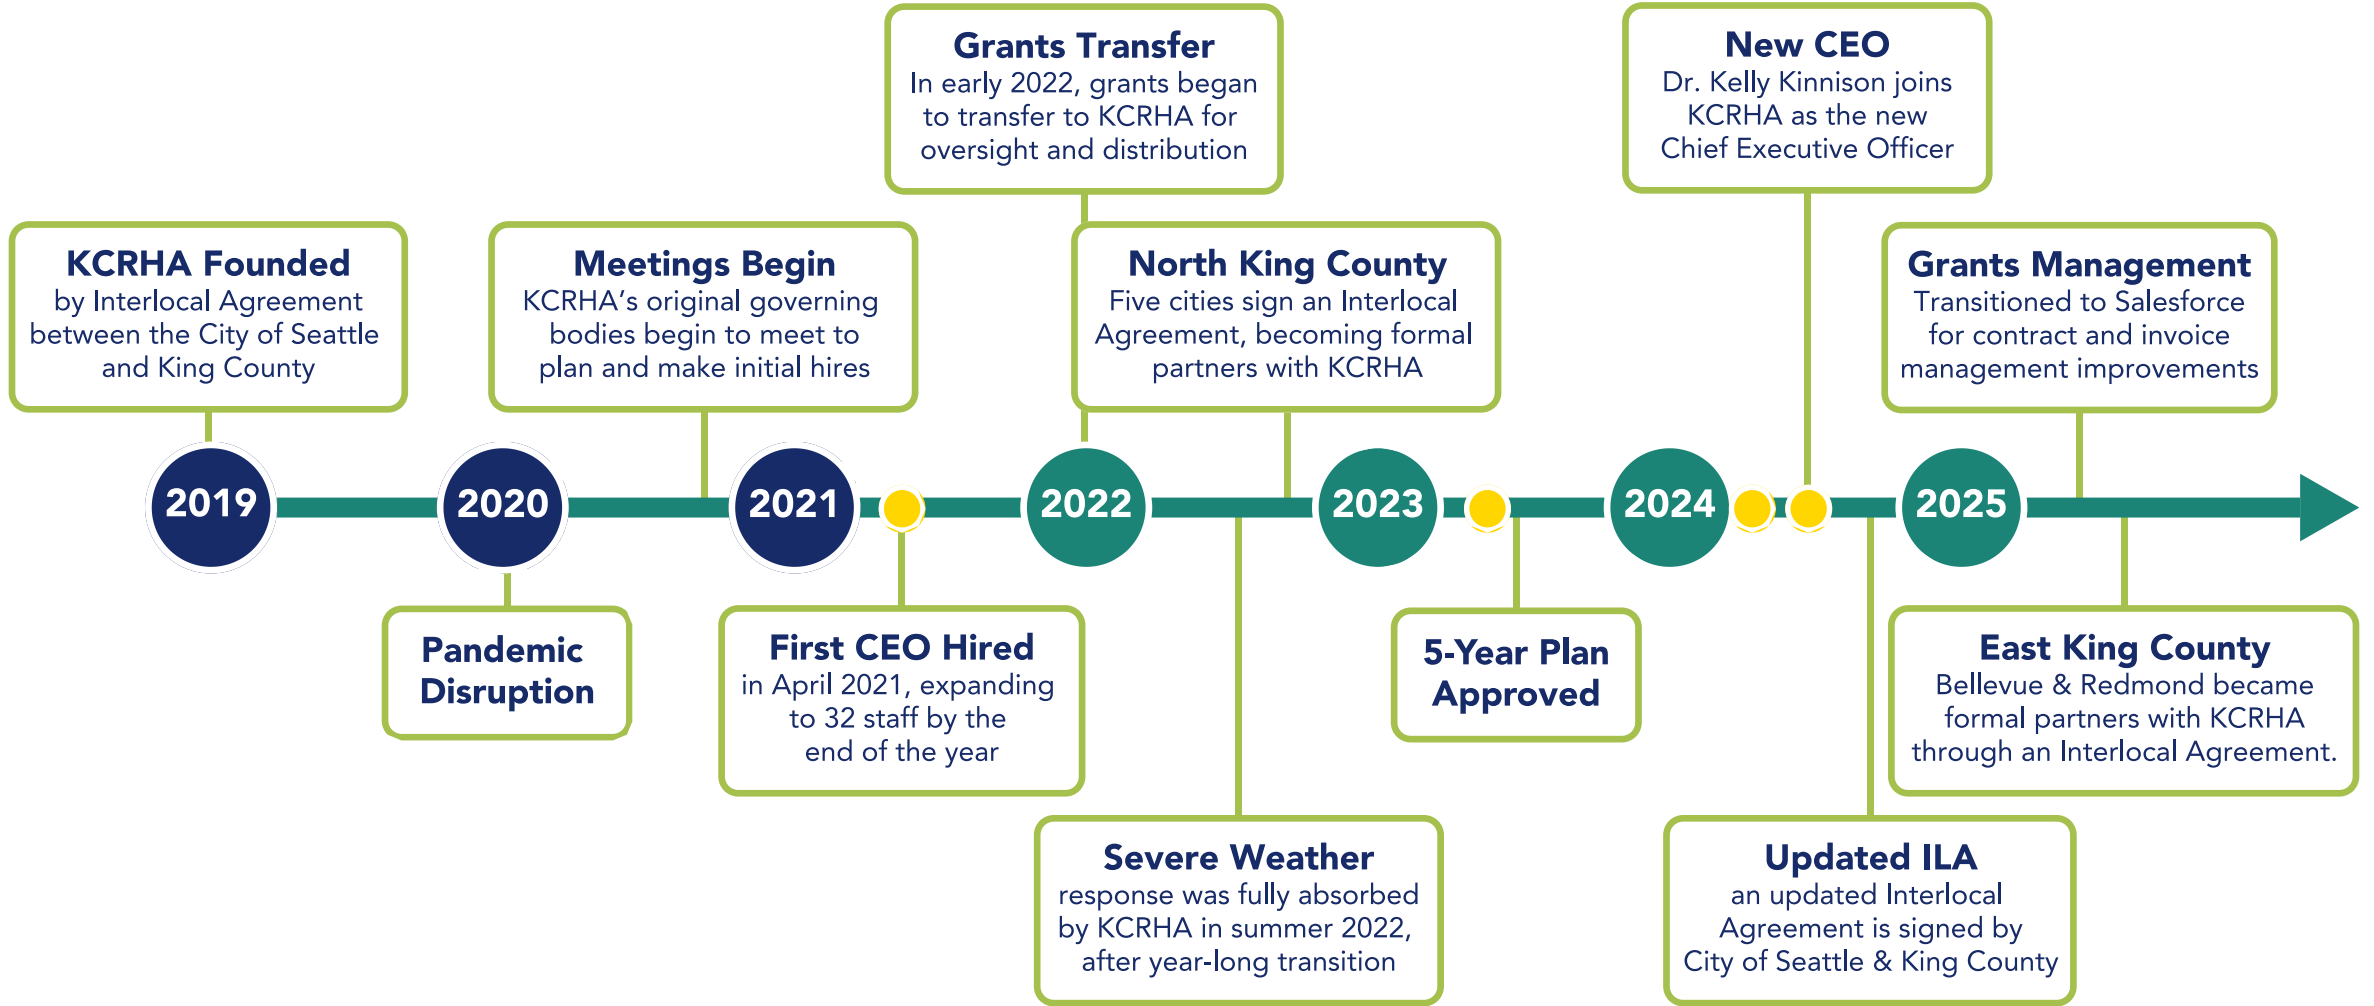 Grants Transfer
In early 2022, grants began
to transfer to KCRHA for
oversight and distribution
New CEO
Dr. Kelly Kinnison joins
KCRHA as the new
Chief Executive Officer
KCRHA Founded
by Interlocal Agreement
between the City of Seattle
and King County
Meetings Begin
KCRHA’s original governing
bodies begin to meet to
plan and make initial hires
North King County
Five cities sign an Interlocal
Agreement, becoming formal
partners with KCRHA
Grants Management
Transitioned to Salesforce
for contract and invoice
management improvements
2019
2020
2021
2022
2023
2024
2025
Pandemic
Disruption
First CEO Hired
in April 2021, expanding
to 32 staff by the
end of the year
5-Year Plan
Approved
East King County
Bellevue & Redmond became
formal partners with KCRHA
through an Interlocal Agreement.
Severe Weather
response was fully absorbed
by KCRHA in summer 2022,
after year-long transition
Updated ILA
an updated Interlocal
Agreement is signed by
City of Seattle & King County